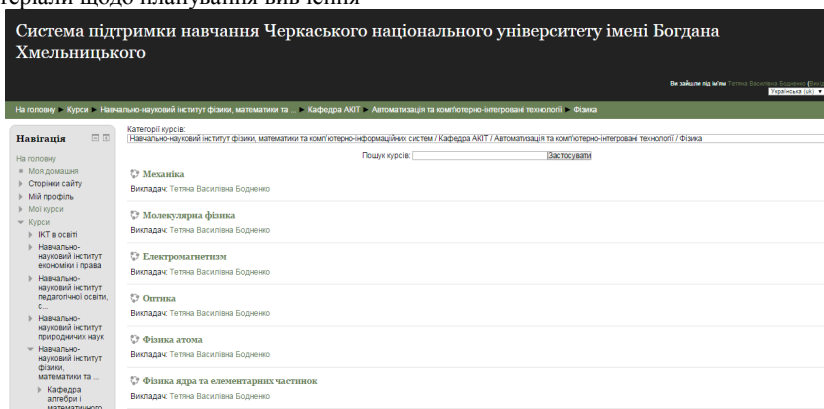 теріали щодо планування вивчення
Система підтримки навчання Черкаського національного університету імені Богдана
Хмельницького
Ви зайшли під ім'ям Тетяна Василівна Бодненко
Українська (uk)
На головну ► Курси ► Навчально-науковий інститут фізики, математики та ... ► Кафедра АКІТ ► Автоматизація та комп'ютерно-інтегровані технології ► Фізика
Навігація
На головну
Моя домашня
Сторінки сайту
Мій профіль
Мої курси
Курси
ІКТ в освіті
Навчально-
науковий інститут
економіки і права
Навчально-
науковий інститут
педагогічної освіти,
с...
Навчально-
науковий інститут
природничих наук
Навчально-
науковий інститут
фізики,
математики та ...
Кафедра
алгебри і
математичного
Категорії курсів:
Навчально-науковий інститут фізики, математики та комп'ютерно-інформаційних систем / Кафедра АКІТ / Автоматизація та комп'ютерно-інтегровані технології / Фізика
Пошук курсів: Застосувати
Механіка
Викладач: Тетяна Василівна Бодненко
Молекулярна фізика
Викладач: Тетяна Василівна Бодненко
Електромагнетизм
Викладач: Тетяна Василівна Бодненко
Оптика
Викладач: Тетяна Василівна Бодненко
Фізика атома
Викладач: Тетяна Василівна Бодненко
Фізика ядра та елементарних частинок
Викладач: Тетяна Василівна Бодненко